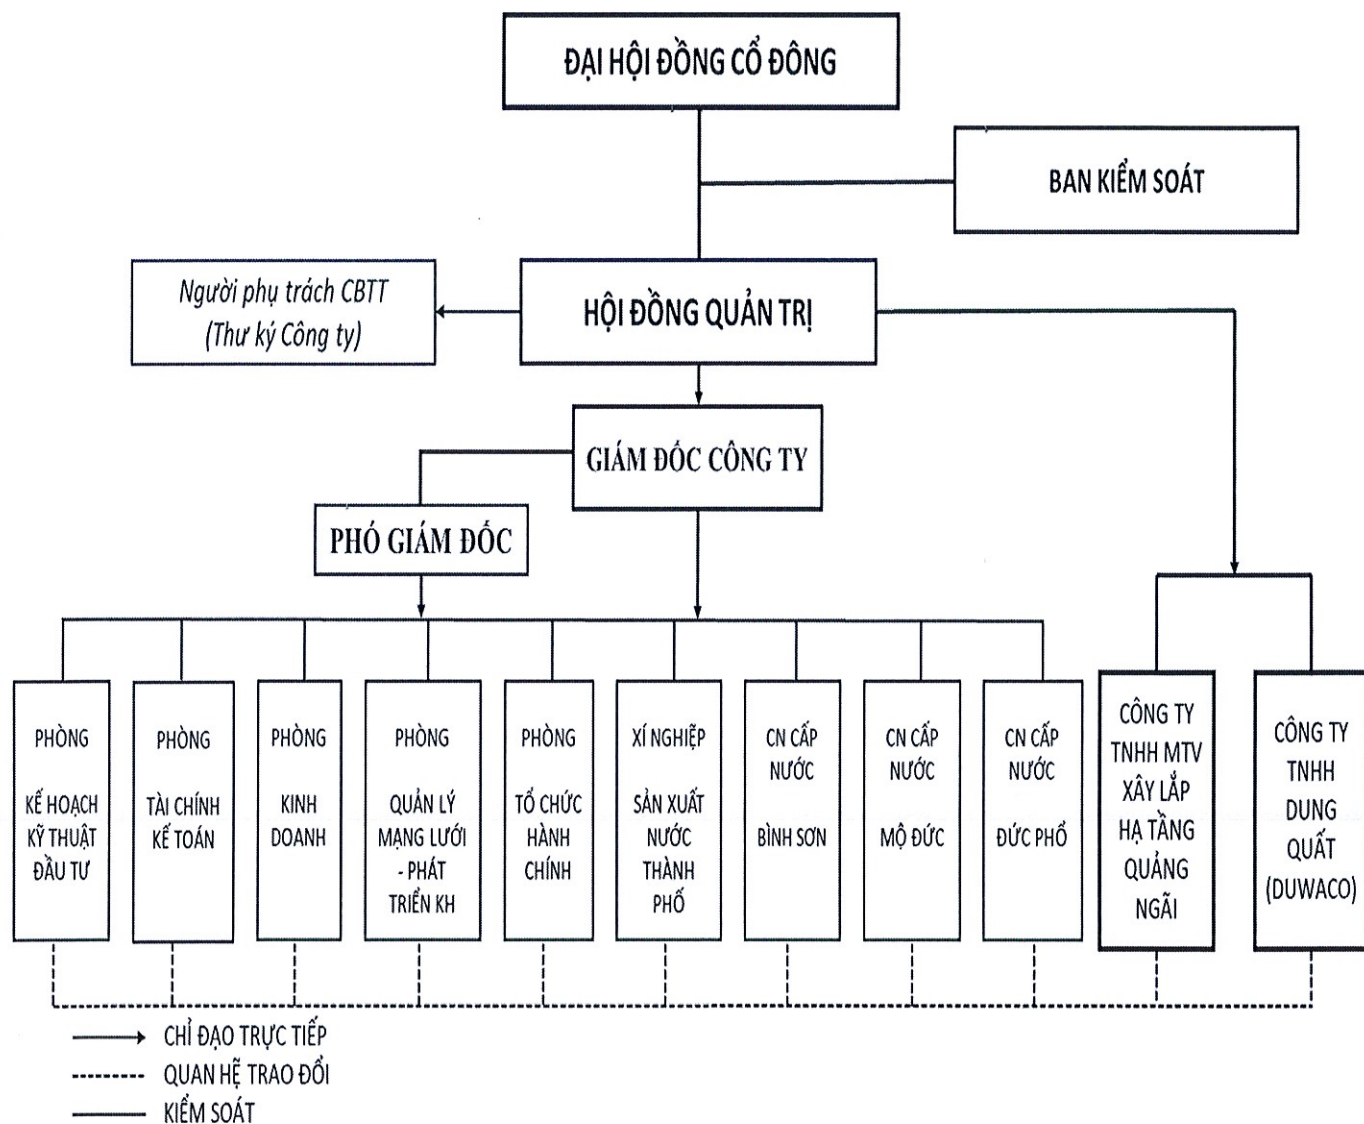 ĐẠI HỘI ĐỒNG CỔ ĐÔNG
BAN KIỂM SOÁT
Người phụ trách CBTT
(Thư ký Công ty)
HỘI ĐỒNG QUẢN TRỊ
GIÁM ĐỐC CÔNG TY
PHÓ GIÁM ĐỐC
PHÒNG
KẾ HOẠCH
KỸ THUẬT
ĐẦU TƯ
PHÒNG
TÀI CHÍNH
KẾ TOÁN
PHÒNG
KINH
DOANH
PHÒNG
QUẢN LÝ
MẠNG LƯỚI
- PHÁT
TRIỂN KH
PHÒNG
TỔ CHỨC
HÀNH
CHÍNH
XÍ NGHIỆP
SẢN XUẤT
NƯỚC
THÀNH
PHỐ
CN CẤP
NƯỚC
BÌNH SƠN
CN CẤP
NƯỚC
MỘ ĐỨC
CN CẤP
NƯỚC
ĐỨC PHỔ
CÔNG TY
TNHH MTV
XÂY LẮP
HẠ TẦNG
QUẢNG
NGÃI
CÔNG TY
TNHH
DUNG
QUẤT
(DUWACO)
CHỈ ĐẠO TRỰC TIẾP
QUAN HỆ TRAO ĐỔI
KIỂM SOÁT